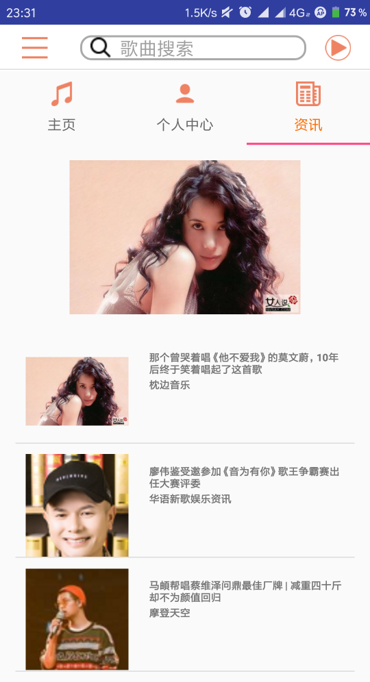 23:31
1.5K/s
4G
73 %
歌曲搜索
主页
个人中心
资讯
女人说
那个曾哭着唱《他不爱我》的莫文蔚，10年
后终于笑着唱起了这首歌
枕边音乐
廖伟鉴受邀参加《音为有你》歌王争霸赛出
任大赛评委
华语新歌娱乐资讯
马頔帮唱蔡维泽问鼎最佳厂牌 | 减重四十斤
却不为颜值回归
摩登天空